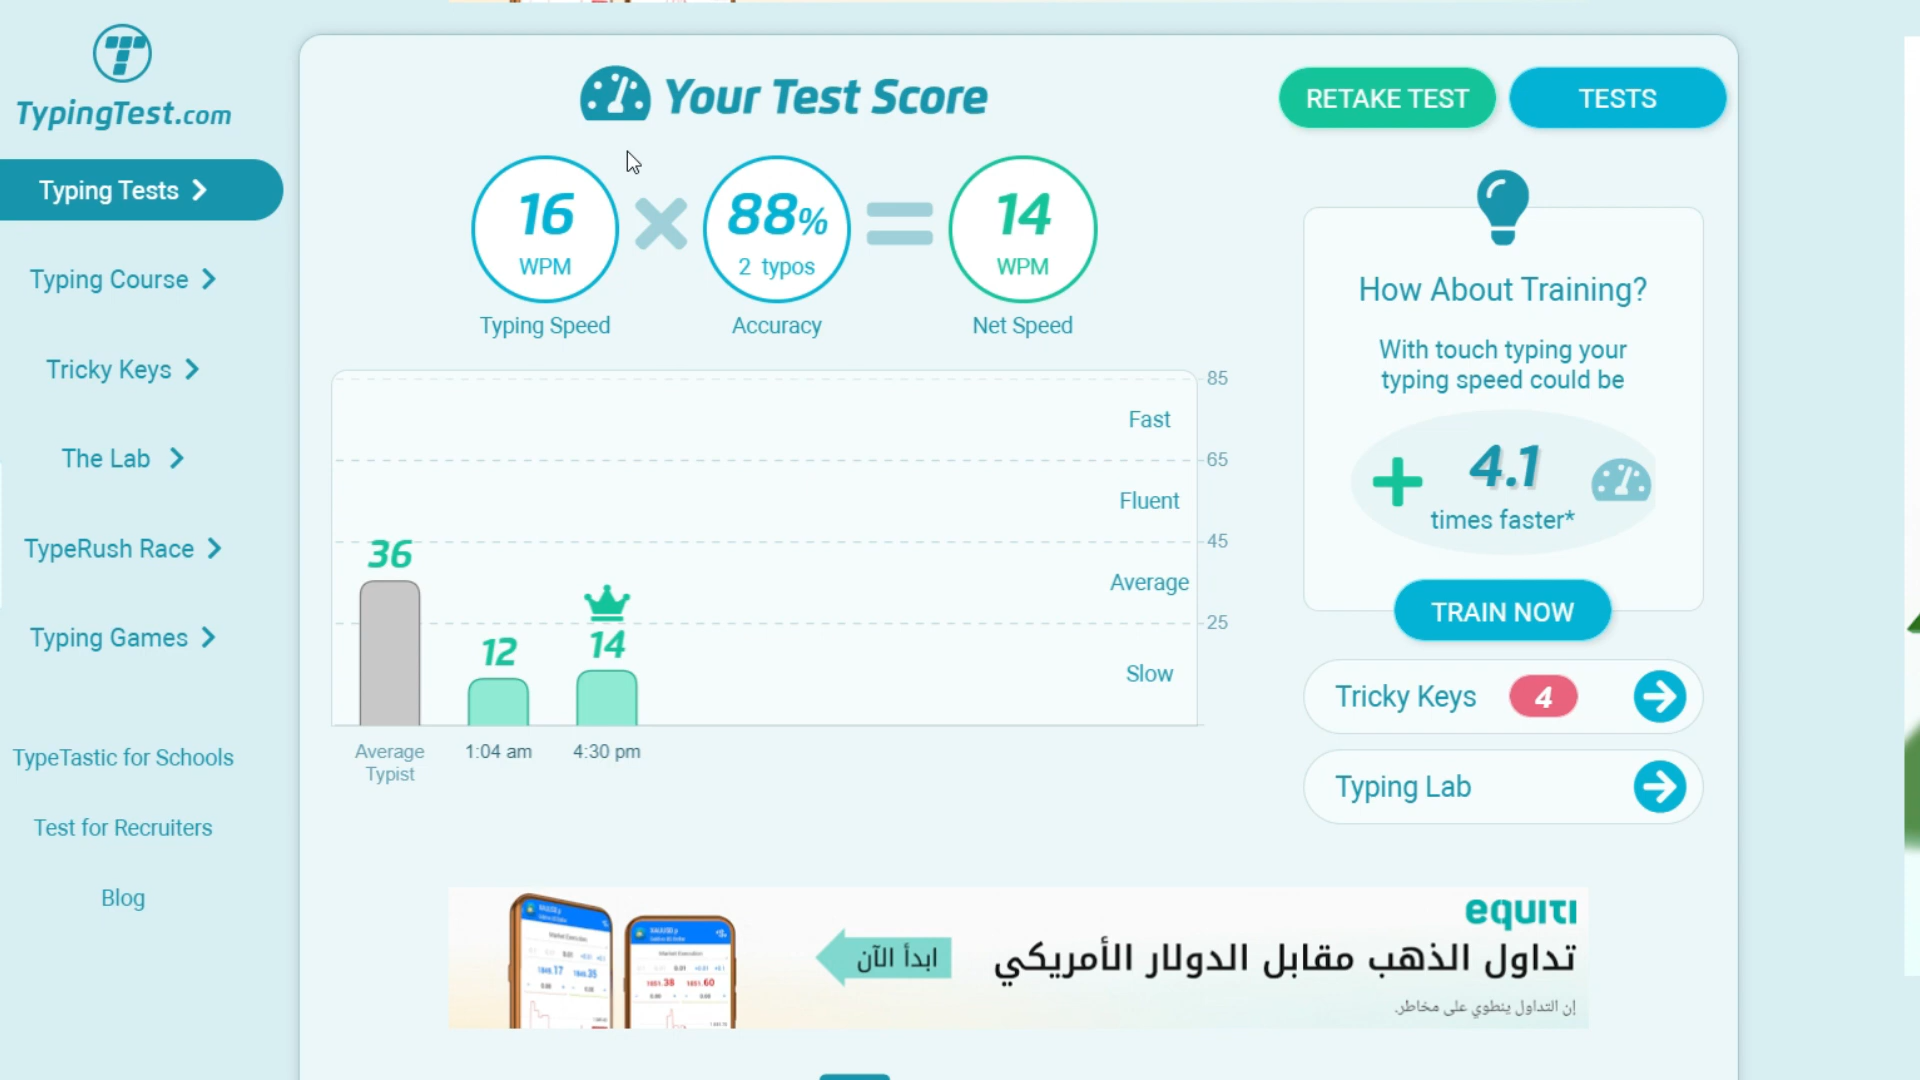 TypingTest.com
Typing Tests
Typing Course
Tricky Keys
The Lab
TypeRush Race
Typing Games
TypeTastic for Schools
Test for Recruiters
Blog
Your Test Score
RETAKE TEST
TESTS
16
WPM
Typing Speed
88%
2 typos
Accuracy
14
WPM
Net Speed
85
Fast
65
Fluent
45
Average
25
Slow
36
12
14
Average
Typist
1:04 am
4:30 pm
How About Training?
With touch typing your
typing speed could be
4.1
times faster*
TRAIN NOW
Tricky Keys
4
Typing Lab
equiti
تداول الذهب مقابل الدولار الأمريكي
ابدأ الآن
إن التداول ينطوي على مخاطر.